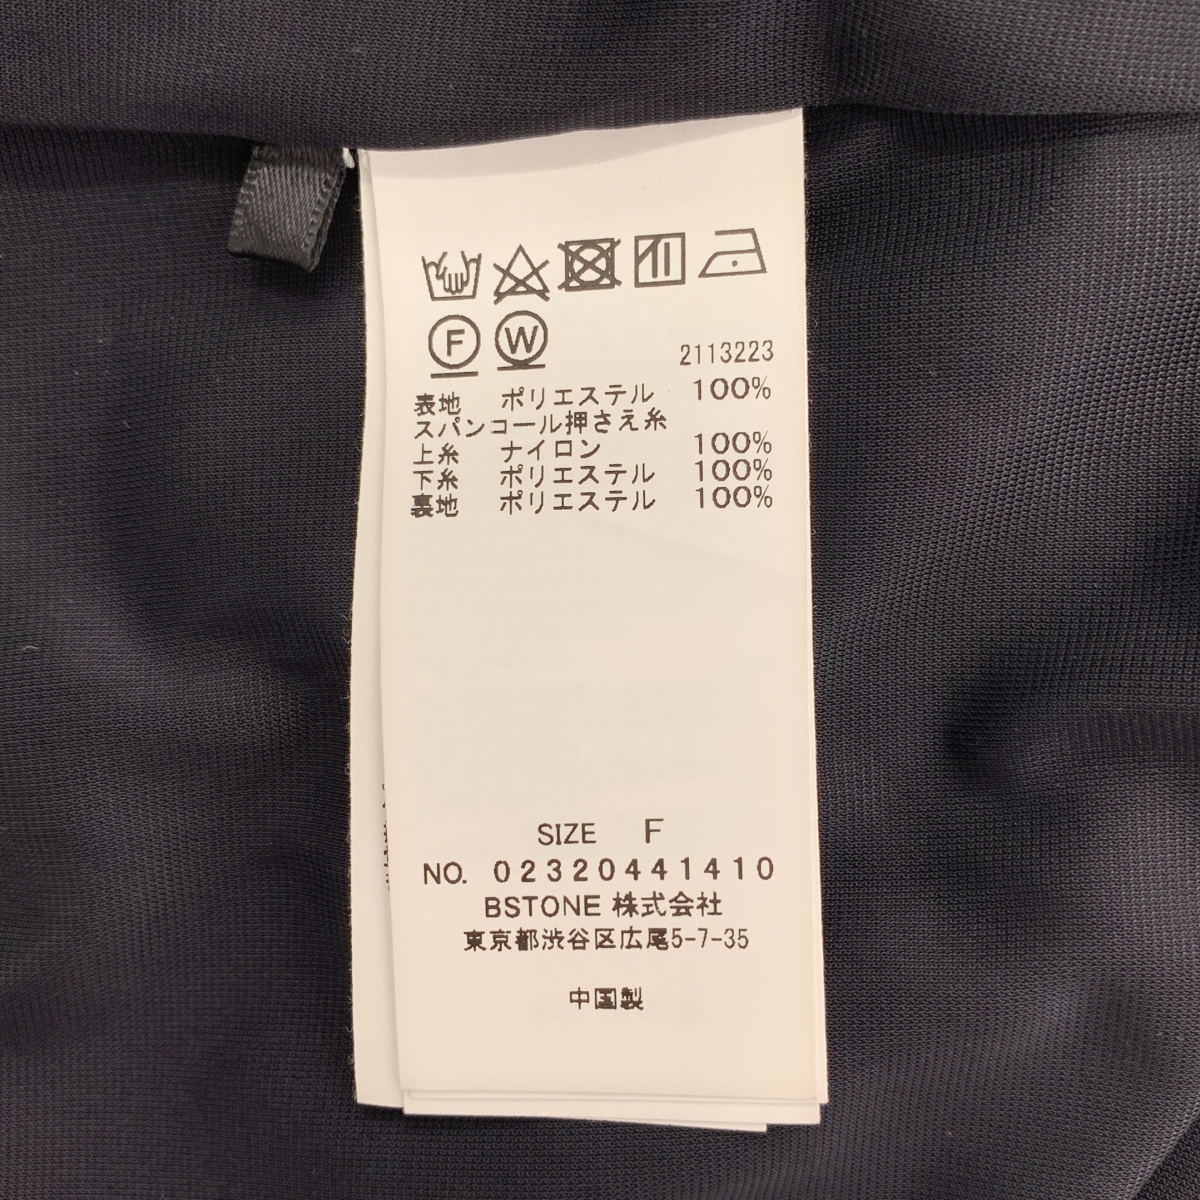 F W
2113223
表地 ポリエステル 100%
スパンコール押さえ糸
上糸 ナイロン 100%
下糸 ポリエステル 100%
裏地 ポリエステル 100%
SIZE F
NO. 02320441410
BSTONE 株式会社
東京都渋谷区広尾5-7-35
中国製